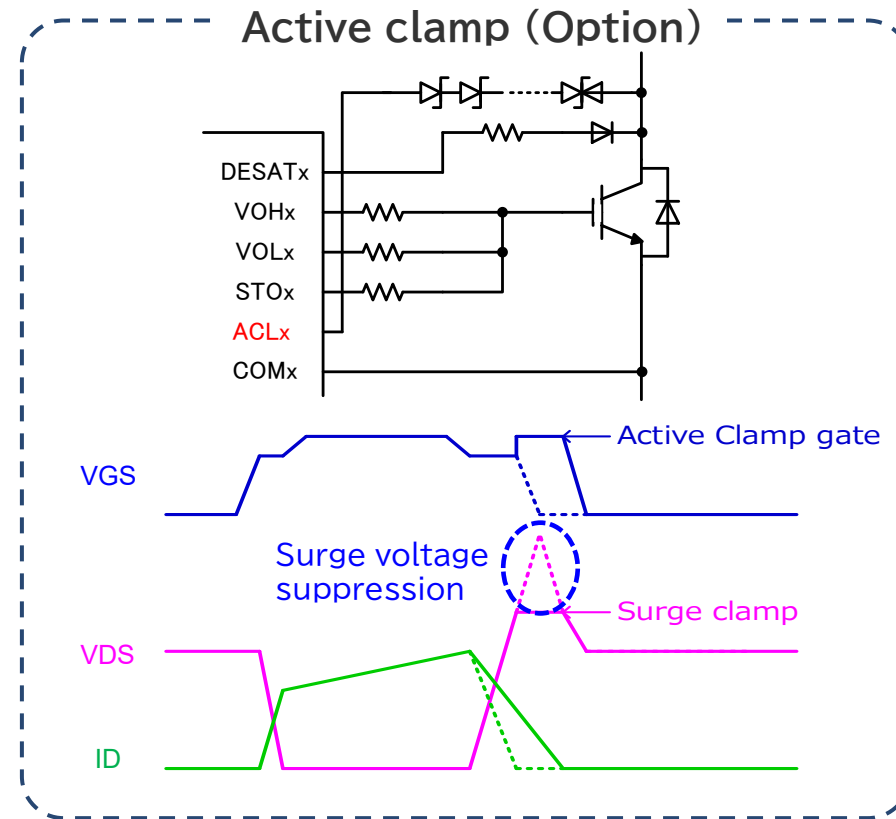 Active clamp (Option)
DESATx
VOHx
VOLx
STOx
ACLx
COMx
Active Clamp gate
VGS
Surge voltage
suppression
Surge clamp
VDS
ID